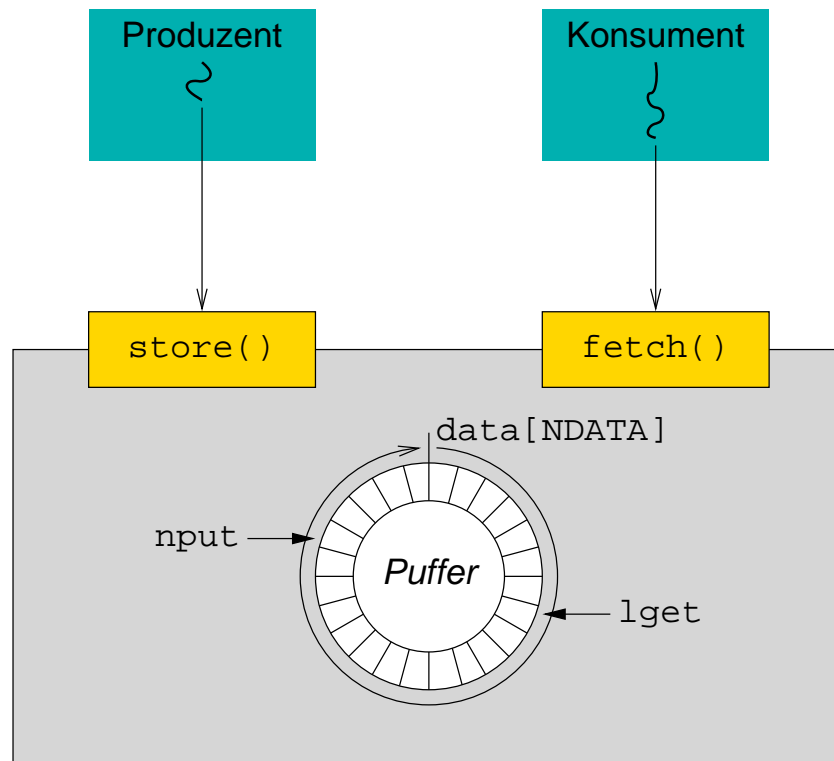 Produzent
Konsument
store()
fetch()
data[NDATA]
nput
Puffer
lget